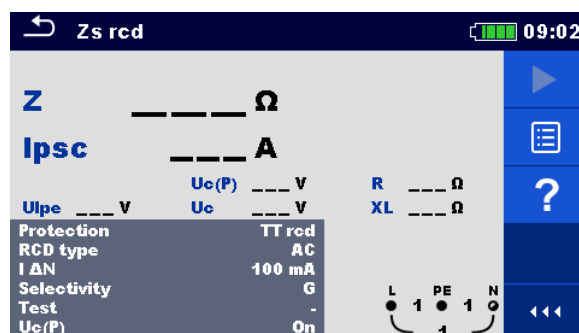 Zs rcd 09:02
Z ___ Ω
Ipsc ___ A
Uc(P) ___ V R ___ Ω
Ulpe ___ V Uc ___ V XL ___ Ω
Protection TT rcd
RCD type AC
I ΔN 100 mA
Selectivity G
Test -
Uc(P) On
?
L PE N
1 1
1